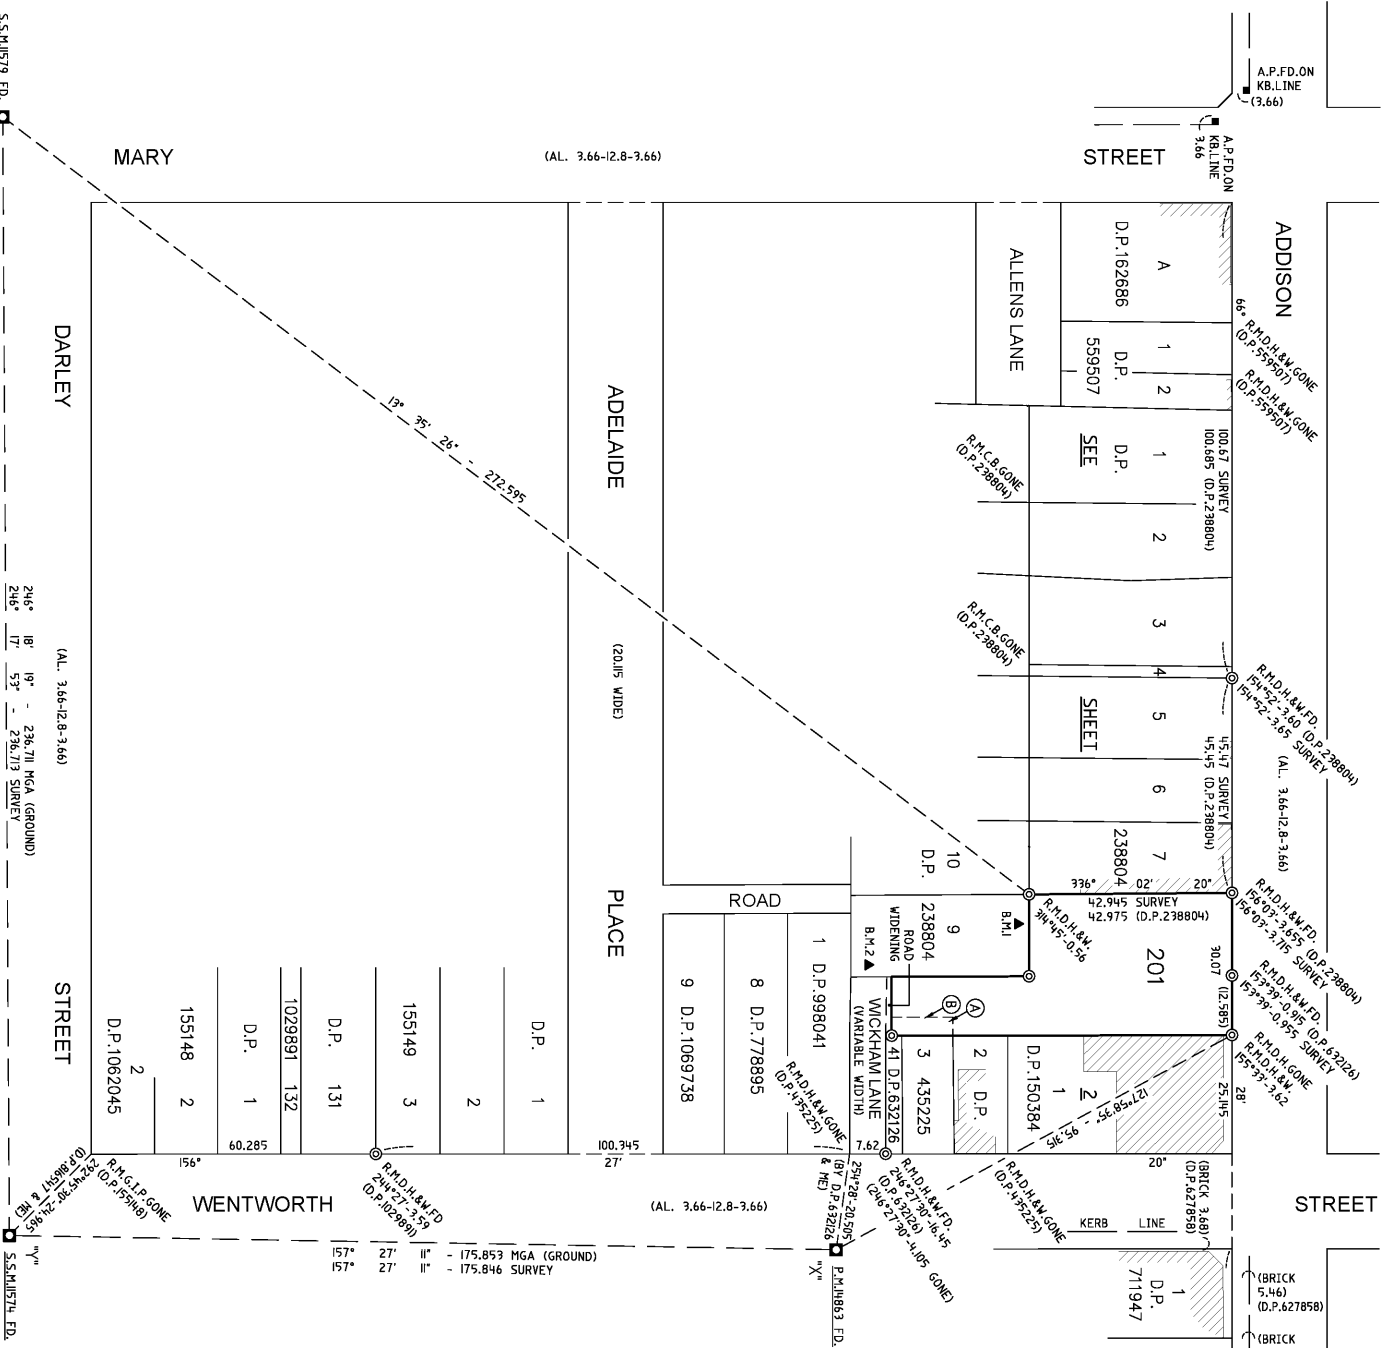 S.S.M.11579 FD.
MARY
(AL. 3.66-12.8-3.66)
STREET
A.P.FD.ON
KB.LINE
(3.66)
A.P.FD.ON
KB.LINE
3.66
ADDISON
A
D.P.162686
ALLENS LANE
1
D.P.
559507
2
66°
R.M.D.H.&W.GONE
(D.P.559507)
R.M.D.H.&W.GONE
(D.P.559507)
DARLEY
ADELAIDE
13° 35' 26" - 272.595
R.M.C.B.GONE
(D.P.238804)
SEE
D.P.
1
100.67 SURVEY
100.685 (D.P.238804)
2
3
R.M.C.B.GONE
(D.P.238804)
4
5
SHEET
6
7
238804
R.M.D.H.&W.FD.
154°52'-3.60 (D.P.238804)
154°52'-3.65 SURVEY
45.47 SURVEY
45.45 (D.P.238804)
(AL. 3.66-12.8-3.66)
(20.115 WIDE)
(AL. 3.66-12.8-3.66)
246° 18' 19" - 236.711 MGA (GROUND)
246° 17' 53" - 236.713 SURVEY
10
D.P.
336° 02' 20"
42.945 SURVEY
42.975 (D.P.238804)
R.M.D.H.&W.FD.
156°03'-3.655 (D.P.238804)
156°03'-3.715 SURVEY
ROAD
PLACE
9
238804
ROAD
WIDENING
B.M.1
B.M.2
R.M.D.H.&W.
314°45'-0.56
201
30.07
(12.585)
R.M.D.H.&W.FD.
153°39'-0.915 (D.P.632126)
153°39'-0.955 SURVEY
R.M.D.H.GONE
R.M.D.H.&W.
155°33'-3.62
A
B
WICKHAM LANE
(VARIABLE WIDTH)
41 D.P.632126
3 435225
2 D.P.
D.P.150384
1
2
127°58'35" - 95.915
25.145
28'
1 D.P.998041
8 D.P.778895
9 D.P.1069738
R.M.D.H.&W.GONE
(D.P.435225)
STREET
2
D.P.1062045
155148 2
D.P. 1
1029891 132
D.P. 131
155149 3
2
D.P. 1
60.285
156°
100.345
27'
7.62
20"
R.M.G.I.P.GONE
(D.P.155148)
292°45'30"-24.965
(D.P.816547 & ME)
R.M.D.H.&W.FD
244°27'-3.59
(D.P.1029891)
254°28'-20.505
(BY D.P.632126
& ME)
R.M.D.H.&W.FD.
246°27'30"-16.45
(D.P.632126)
(246°27'30"-4.105 GONE)
R.M.D.H.&W.GONE
(D.P.435225)
(BRICK 3.68)
(D.P.627858)
WENTWORTH
(AL. 3.66-12.8-3.66)
KERB LINE
STREET
157° 27' 11" - 175.853 MGA (GROUND)
157° 27' 11" - 175.846 SURVEY
"Y"
S.S.M.11574 FD.
"X"
P.M.14863 FD.
1
D.P.
711947
(BRICK
5.46)
(D.P.627858)
(BRICK